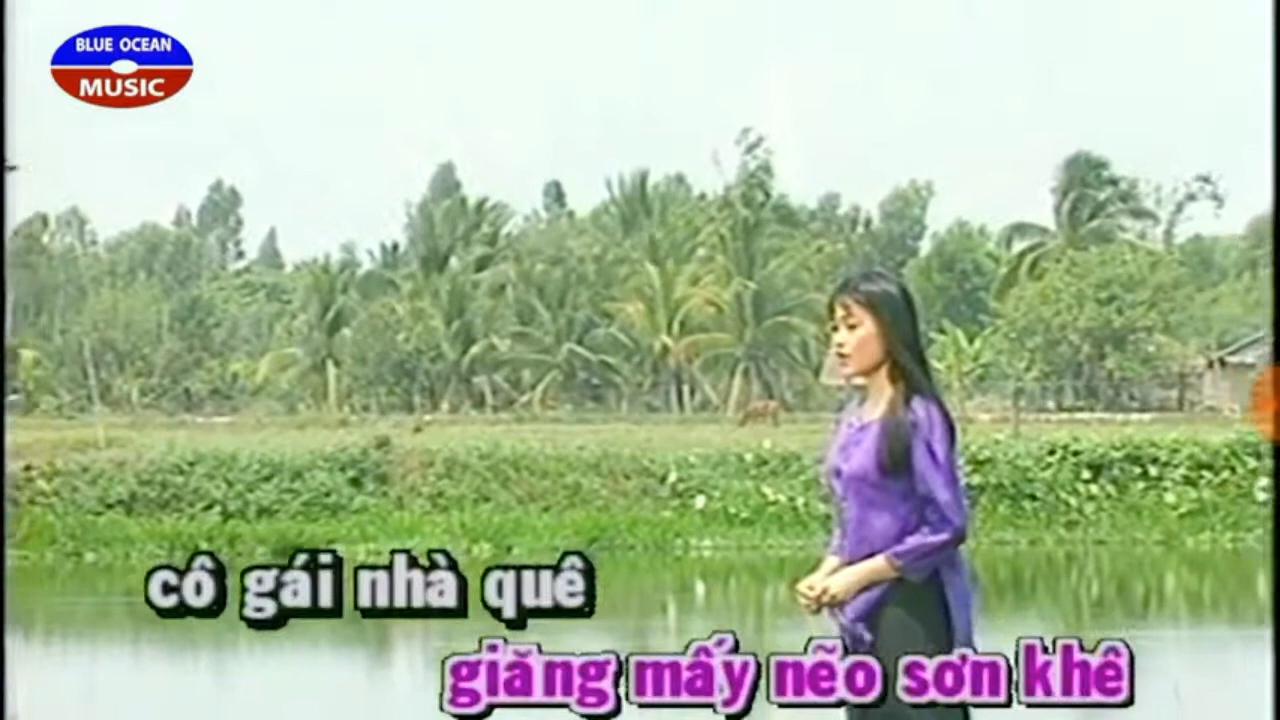 BLUE OCEAN
MUSIC
cô gái nhà quê
giăng mấy nẽo sơn khê